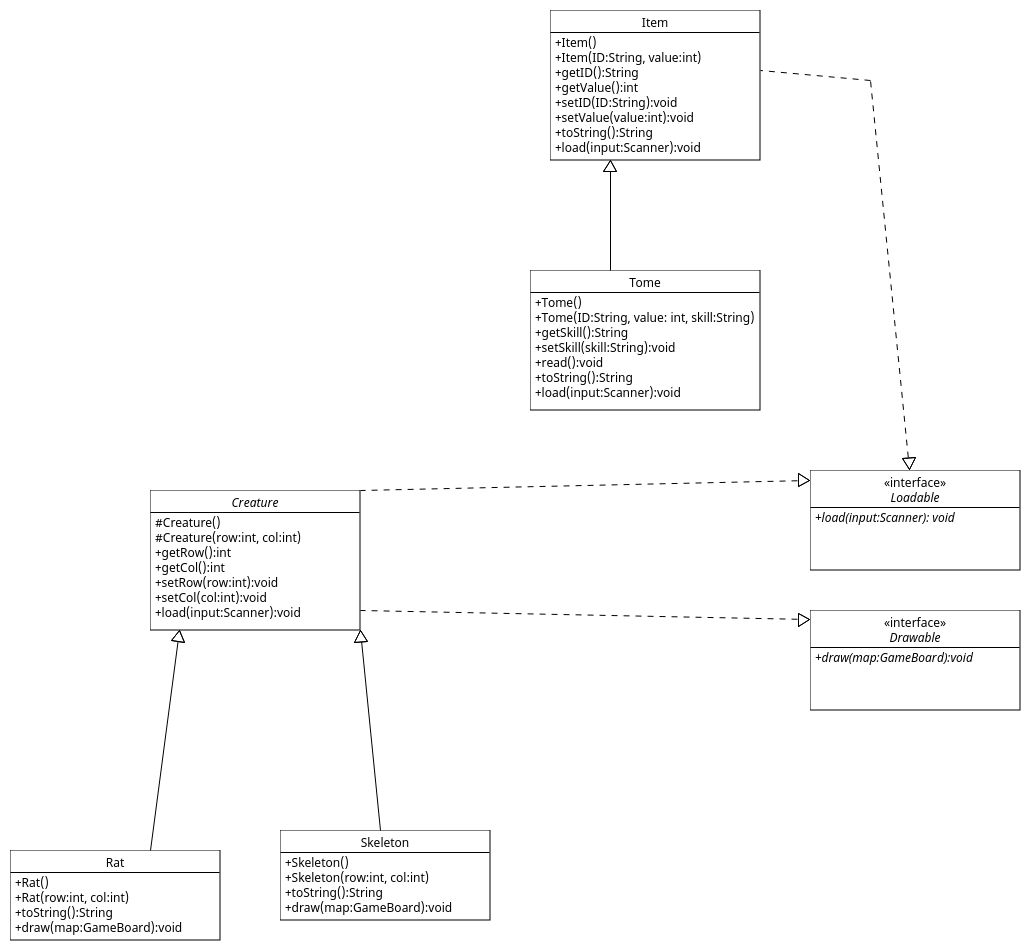 Item
+Item()
+Item(ID:String, value:int)
+getID():String
+getValue():int
+setID(ID:String):void
+setValue(value:int):void
+toString():String
+load(input:Scanner):void
Tome
+Tome()
+Tome(ID:String, value: int, skill:String)
+getSkill():String
+setSkill(skill:String):void
+read():void
+toString():String
+load(input:Scanner):void
Creature
#Creature()
#Creature(row:int, col:int)
+getRow():int
+getCol():int
+setRow(row:int):void
+setCol(col:int):void
+load(input:Scanner):void
«interface»
Loadable
+load(input:Scanner): void
«interface»
Drawable
+draw(map:GameBoard):void
Rat
+Rat()
+Rat(row:int, col:int)
+toString():String
+draw(map:GameBoard):void
Skeleton
+Skeleton()
+Skeleton(row:int, col:int)
+toString():String
+draw(map:GameBoard):void